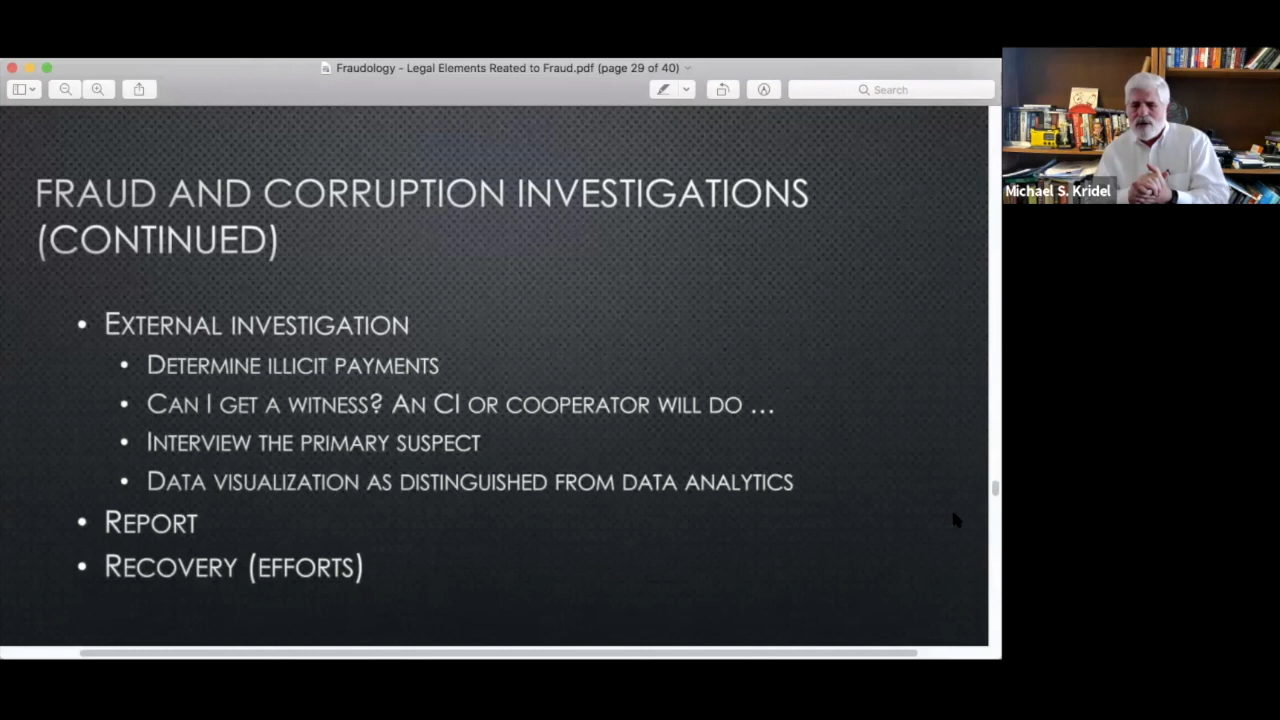 Fraudology - Legal Elements Reated to Fraud.pdf (page 29 of 40)
Search
FRAUD AND CORRUPTION INVESTIGATIONS
(CONTINUED)
• EXTERNAL INVESTIGATION
• DETERMINE ILLICIT PAYMENTS
• CAN I GET A WITNESS? AN CI OR COOPERATOR WILL DO …
• INTERVIEW THE PRIMARY SUSPECT
• DATA VISUALIZATION AS DISTINGUISHED FROM DATA ANALYTICS
• REPORT
• RECOVERY (EFFORTS)
Michael S. Kridel